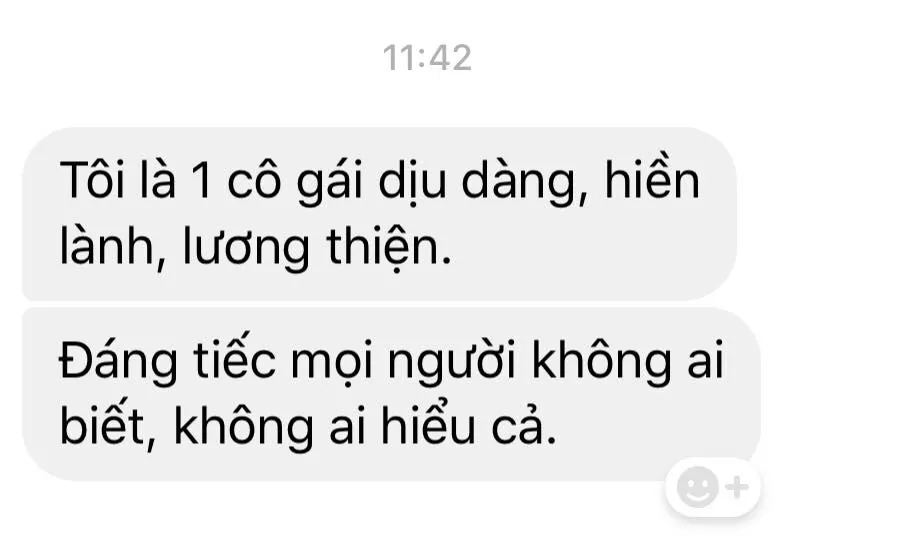 11:42
Tôi là 1 cô gái dịu dàng, hiền
lành, lương thiện.
Đáng tiếc mọi người không ai
biết, không ai hiểu cả.